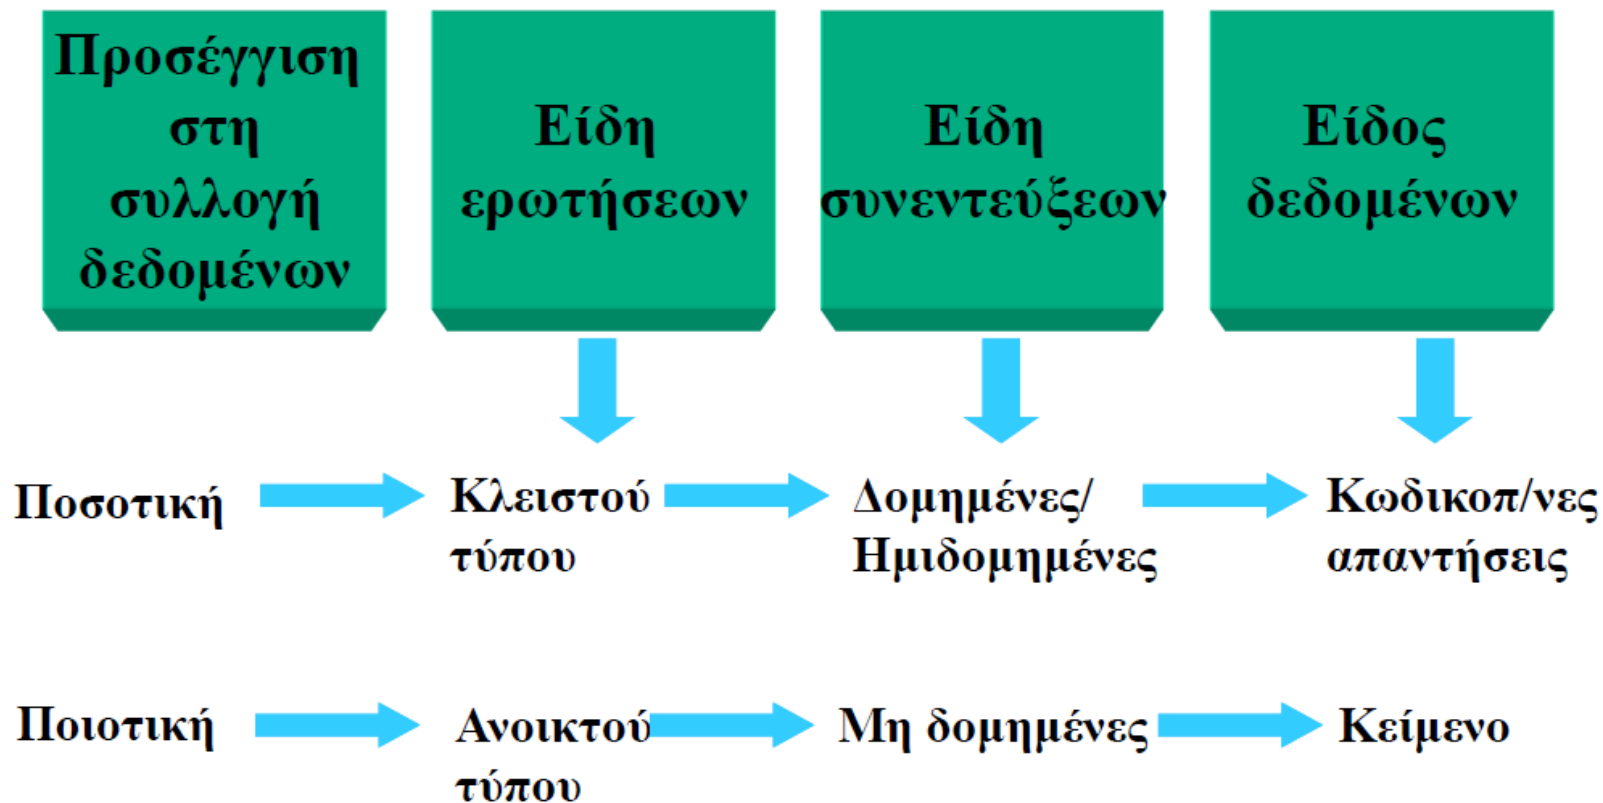 Προσέγγιση
στη
συλλογή
δεδομένων
Είδη
ερωτήσεων
Είδη
συνεντεύξεων
Είδος
δεδομένων
Ποσοτική
Κλειστού
τύπου
Δομημένες/
Ημιδομημένες
Κωδικοπ/νες
απαντήσεις
Ποιοτική
Ανοικτού
τύπου
Μη δομημένες
Κείμενο